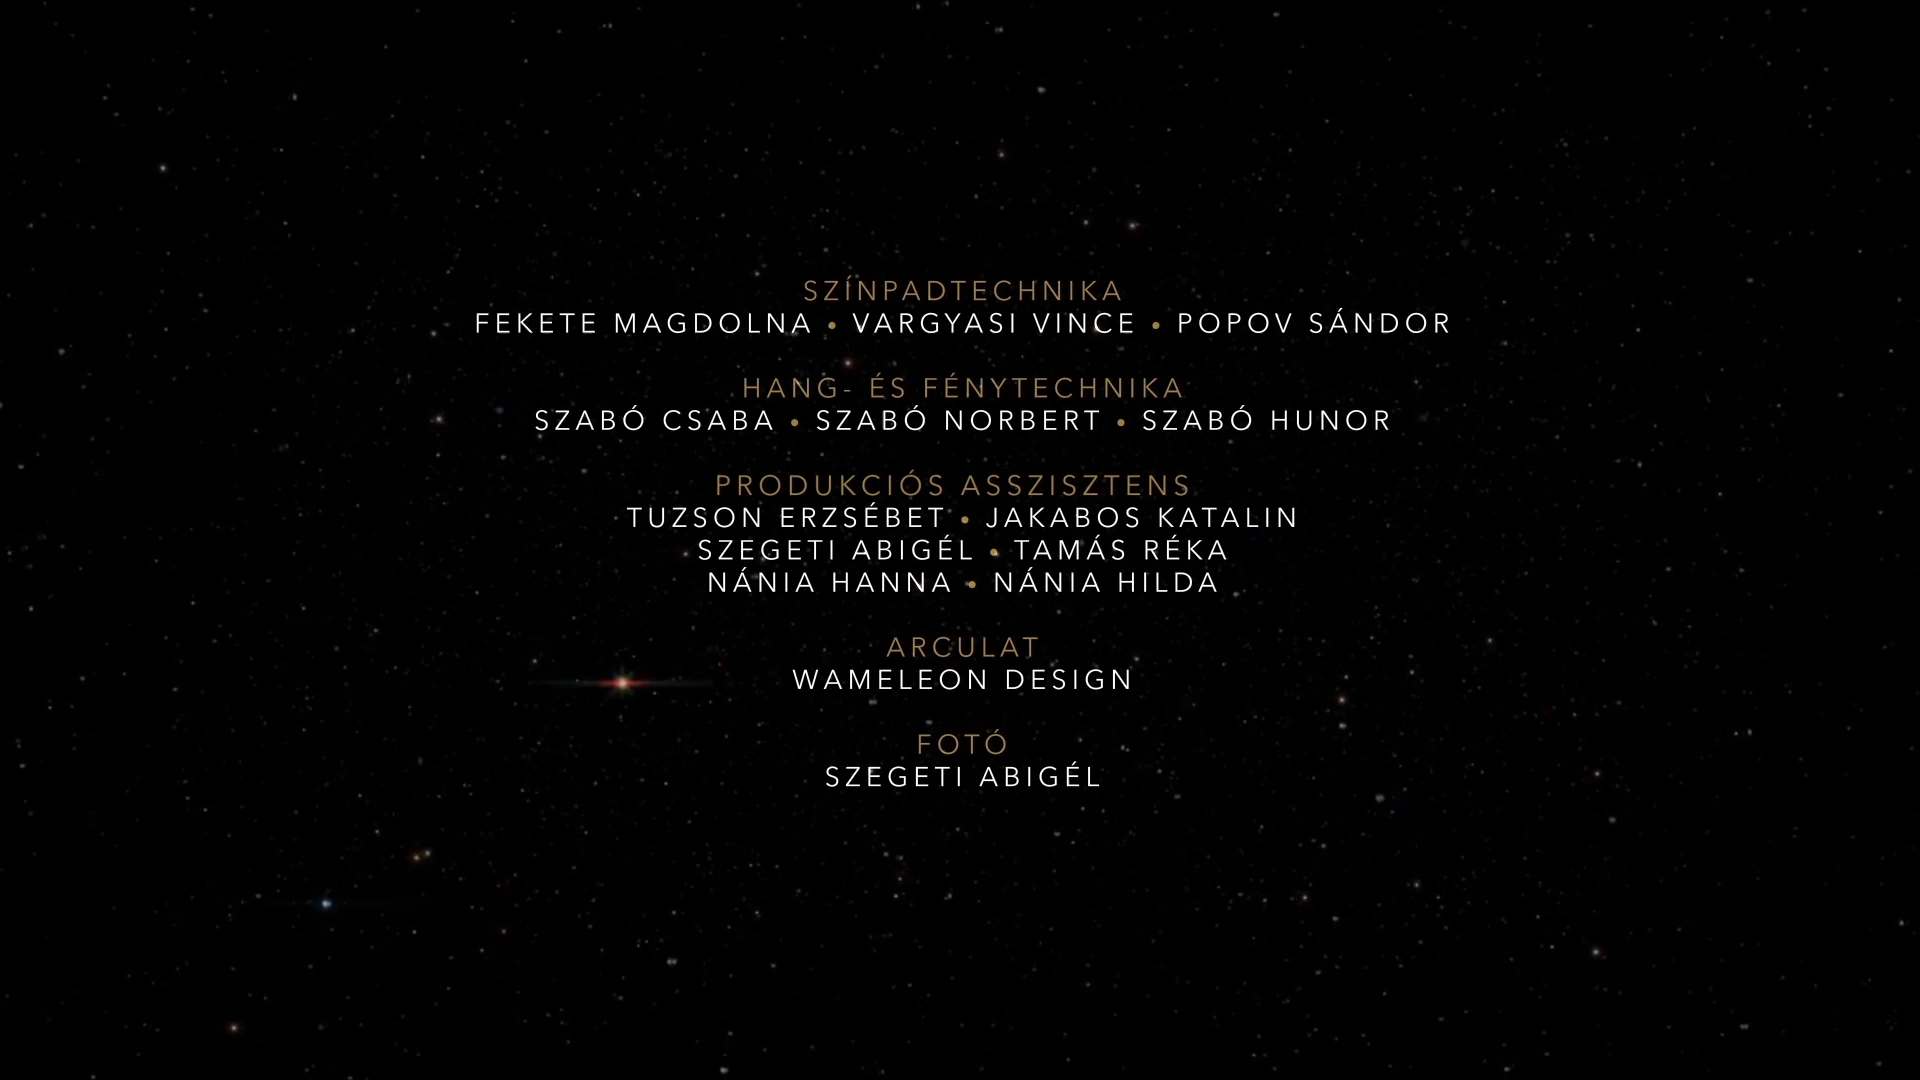 SZÍNPADTECHNIKA
FEKETE MAGDOLNA • VARGYASI VINCE • POPOV SÁNDOR
HANG- ÉS FÉNYTECHNIKA
SZABÓ CSABA • SZABÓ NORBERT • SZABÓ HUNOR
PRODUKCIÓS ASSZISZTENS
TUZSON ERZSÉBET • JAKABOS KATALIN
SZEGETI ABIGÉL • TAMÁS RÉKA
NÁNIA HANNA • NÁNIA HILDA
ARCULAT
WAMELEON DESIGN
FOTÓ
SZEGETI ABIGÉL